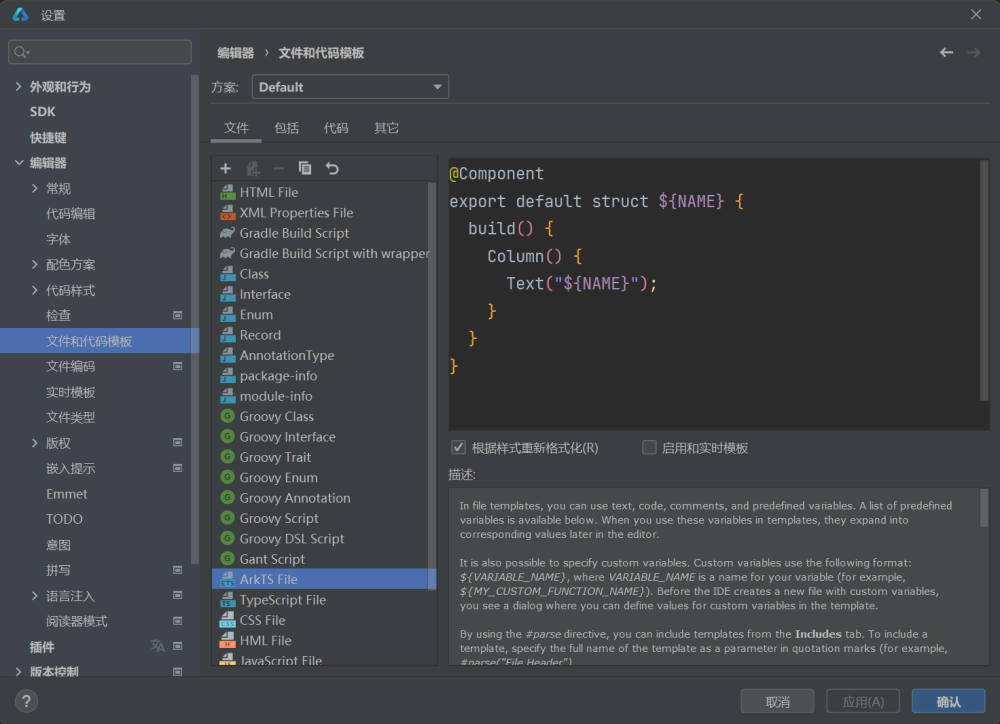 设置
外观和行为
SDK
快捷键
编辑器
常规
代码编辑
字体
配色方案
代码样式
检查
文件和代码模板
文件编码
实时模板
文件类型
版权
嵌入提示
Emmet
TODO
意图
拼写
语言注入
阅读器模式
插件
版本控制
编辑器 › 文件和代码模板
方案: Default
文件 包括 代码 其它
HTML File
XML Properties File
Gradle Build Script
Gradle Build Script with wrapper
Class
Interface
Enum
Record
AnnotationType
package-info
module-info
Groovy Class
Groovy Interface
Groovy Trait
Groovy Enum
Groovy Annotation
Groovy Script
Groovy DSL Script
Gant Script
ArkTS File
TypeScript File
CSS File
HML File
JavaScript File
@Component
export default struct ${NAME} {
  build() {
    Column() {
      Text("${NAME}");
    }
  }
}
根据样式重新格式化(R) 启用和实时模板
描述:
In file templates, you can use text, code, comments, and predefined variables. A list of predefined
variables is available below. When you use these variables in templates, they expand into
corresponding values later in the editor.
It is also possible to specify custom variables. Custom variables use the following format:
${VARIABLE_NAME}, where VARIABLE_NAME is a name for your variable (for example,
${MY_CUSTOM_FUNCTION_NAME}). Before the IDE creates a new file with custom variables,
you see a dialog where you can define values for custom variables in the template.
By using the #parse directive, you can include templates from the Includes tab. To include a
template, specify the full name of the template as a parameter in quotation marks (for example,
#parse("File Header")
? 取消 应用(A) 确认